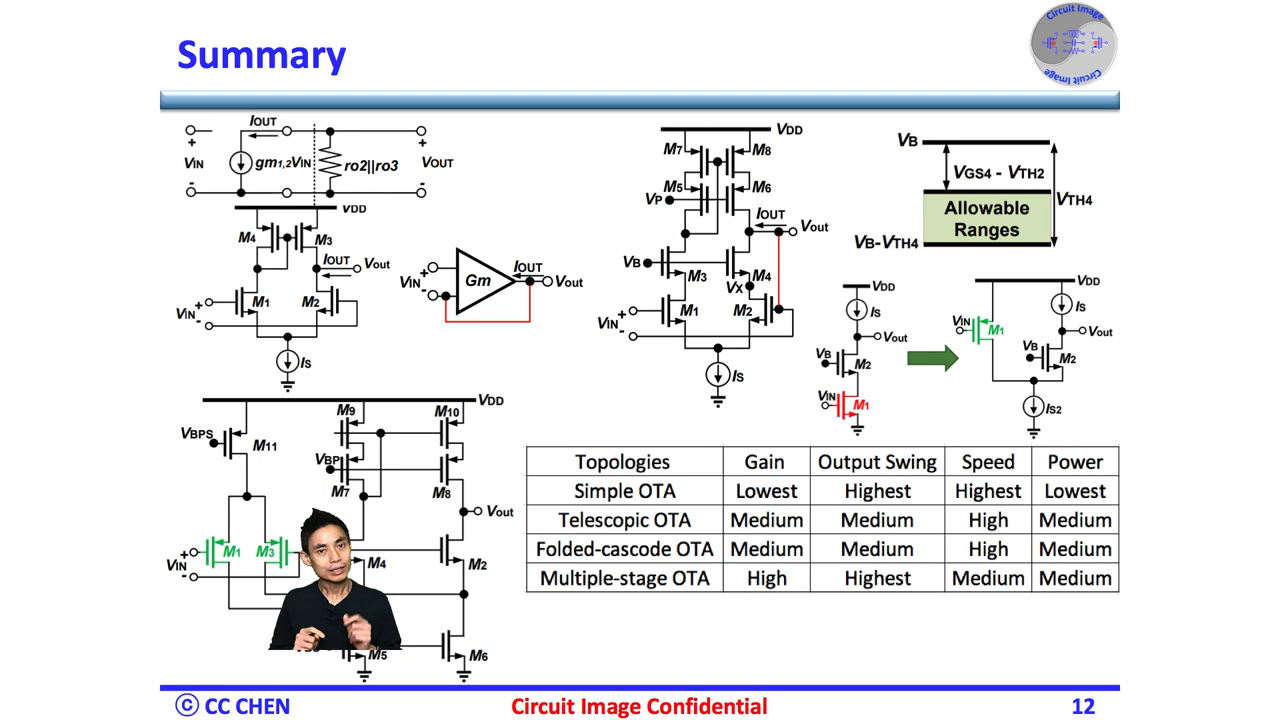 Summary
Circuit Image
Circuit Image
IOUT
VIN
+
-
gm1,2VIN
ro2||ro3
+
VOUT
-
VDD
M4
M3
IOUT
Vout
VIN
+
-
M1
M2
IS
VIN
+
-
Gm
IOUT
Vout
VDD
M7
M8
M5
M6
VP
IOUT
Vout
VB
M3
M4
VX
VIN
+
-
M1
M2
IS
VB
VGS4 - VTH2
VTH4
Allowable
Ranges
VB-VTH4
VDD
IS
Vout
VB
M2
VIN
M1
VDD
IS
VIN
M1
Vout
VB
M2
IS2
VDD
M9
M10
VBPS
M11
VBP
M7
M8
Vout
VIN
+
-
M1
M3
M4
M2
M5
M6
Topologies Gain Output Swing Speed Power
Simple OTA Lowest Highest Highest Lowest
Telescopic OTA Medium Medium High Medium
Folded-cascode OTA Medium Medium High Medium
Multiple-stage OTA High Highest Medium Medium
© CC CHEN
Circuit Image Confidential
12